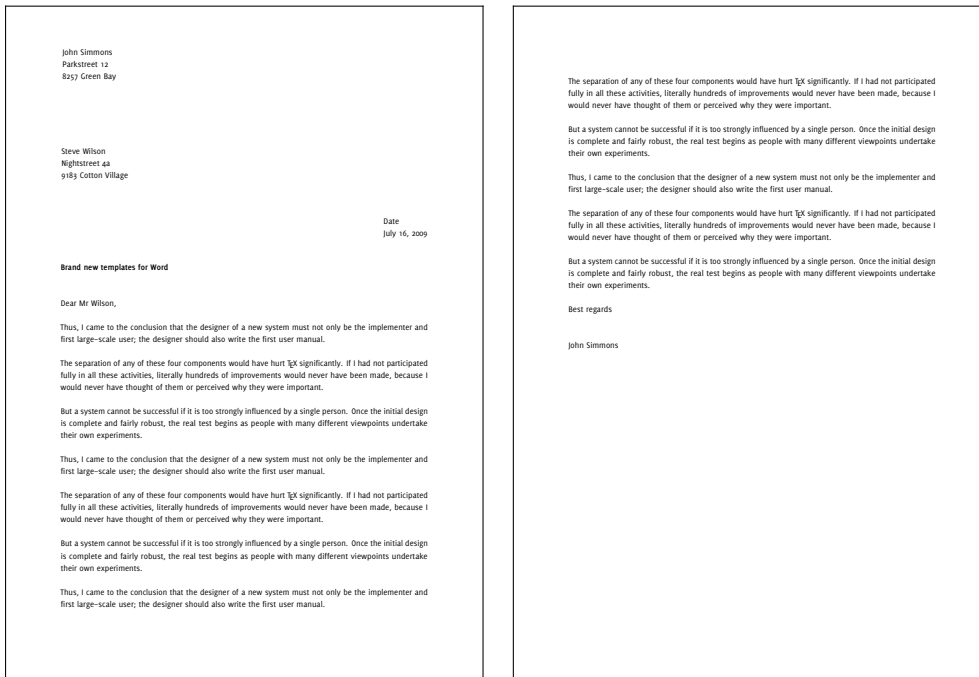 John Simmons
Parkstreet 12
8257 Green Bay
Steve Wilson
Nightstreet 4a
9183 Cotton Village
Date
July 16, 2009
Brand new templates for Word
Dear Mr Wilson,
Thus, I came to the conclusion that the designer of a new system must not only be the implementer and
first large-scale user; the designer should also write the first user manual.
The separation of any of these four components would have hurt TEX significantly. If I had not participated
fully in all these activities, literally hundreds of improvements would never have been made, because I
would never have thought of them or perceived why they were important.
But a system cannot be successful if it is too strongly influenced by a single person. Once the initial design
is complete and fairly robust, the real test begins as people with many different viewpoints undertake
their own experiments.
Thus, I came to the conclusion that the designer of a new system must not only be the implementer and
first large-scale user; the designer should also write the first user manual.
The separation of any of these four components would have hurt TEX significantly. If I had not participated
fully in all these activities, literally hundreds of improvements would never have been made, because I
would never have thought of them or perceived why they were important.
But a system cannot be successful if it is too strongly influenced by a single person. Once the initial design
is complete and fairly robust, the real test begins as people with many different viewpoints undertake
their own experiments.
Thus, I came to the conclusion that the designer of a new system must not only be the implementer and
first large-scale user; the designer should also write the first user manual.
The separation of any of these four components would have hurt TEX significantly. If I had not participated
fully in all these activities, literally hundreds of improvements would never have been made, because I
would never have thought of them or perceived why they were important.
But a system cannot be successful if it is too strongly influenced by a single person. Once the initial design
is complete and fairly robust, the real test begins as people with many different viewpoints undertake
their own experiments.
Thus, I came to the conclusion that the designer of a new system must not only be the implementer and
first large-scale user; the designer should also write the first user manual.
The separation of any of these four components would have hurt TEX significantly. If I had not participated
fully in all these activities, literally hundreds of improvements would never have been made, because I
would never have thought of them or perceived why they were important.
But a system cannot be successful if it is too strongly influenced by a single person. Once the initial design
is complete and fairly robust, the real test begins as people with many different viewpoints undertake
their own experiments.
Best regards
John Simmons